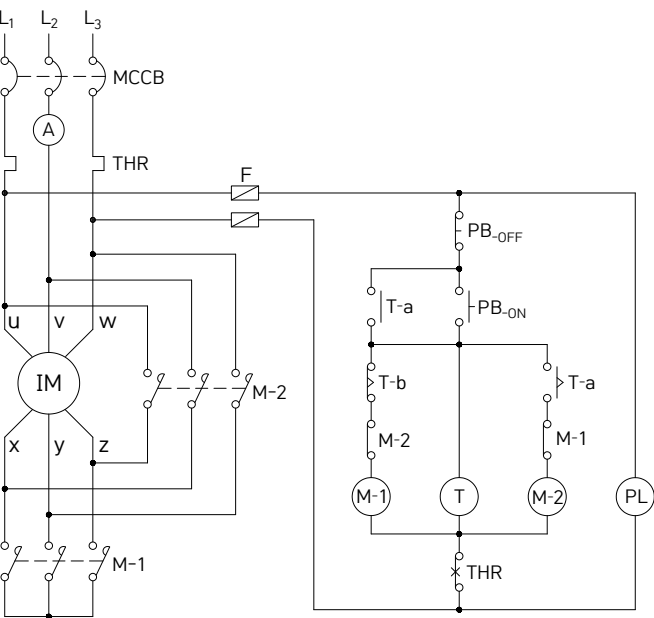 L₁ L₂ L₃
MCCB
A
THR
F
PB-OFF
T-a
PB-ON
u v w
IM
M-2
T-b
T-a
M-2
M-1
x y z
M-1
T
M-2
PL
M-1
THR